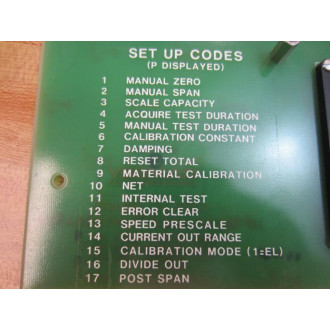 SET UP CODES
(P DISPLAYED)
1 MANUAL ZERO
2 MANUAL SPAN
3 SCALE CAPACITY
4 ACQUIRE TEST DURATION
5 MANUAL TEST DURATION
6 CALIBRATION CONSTANT
7 DAMPING
8 RESET TOTAL
9 MATERIAL CALIBRATION
10 NET
11 INTERNAL TEST
12 ERROR CLEAR
13 SPEED PRESCALE
14 CURRENT OUT RANGE
15 CALIBRATION MODE (1=EL)
16 DIVIDE OUT
17 POST SPAN